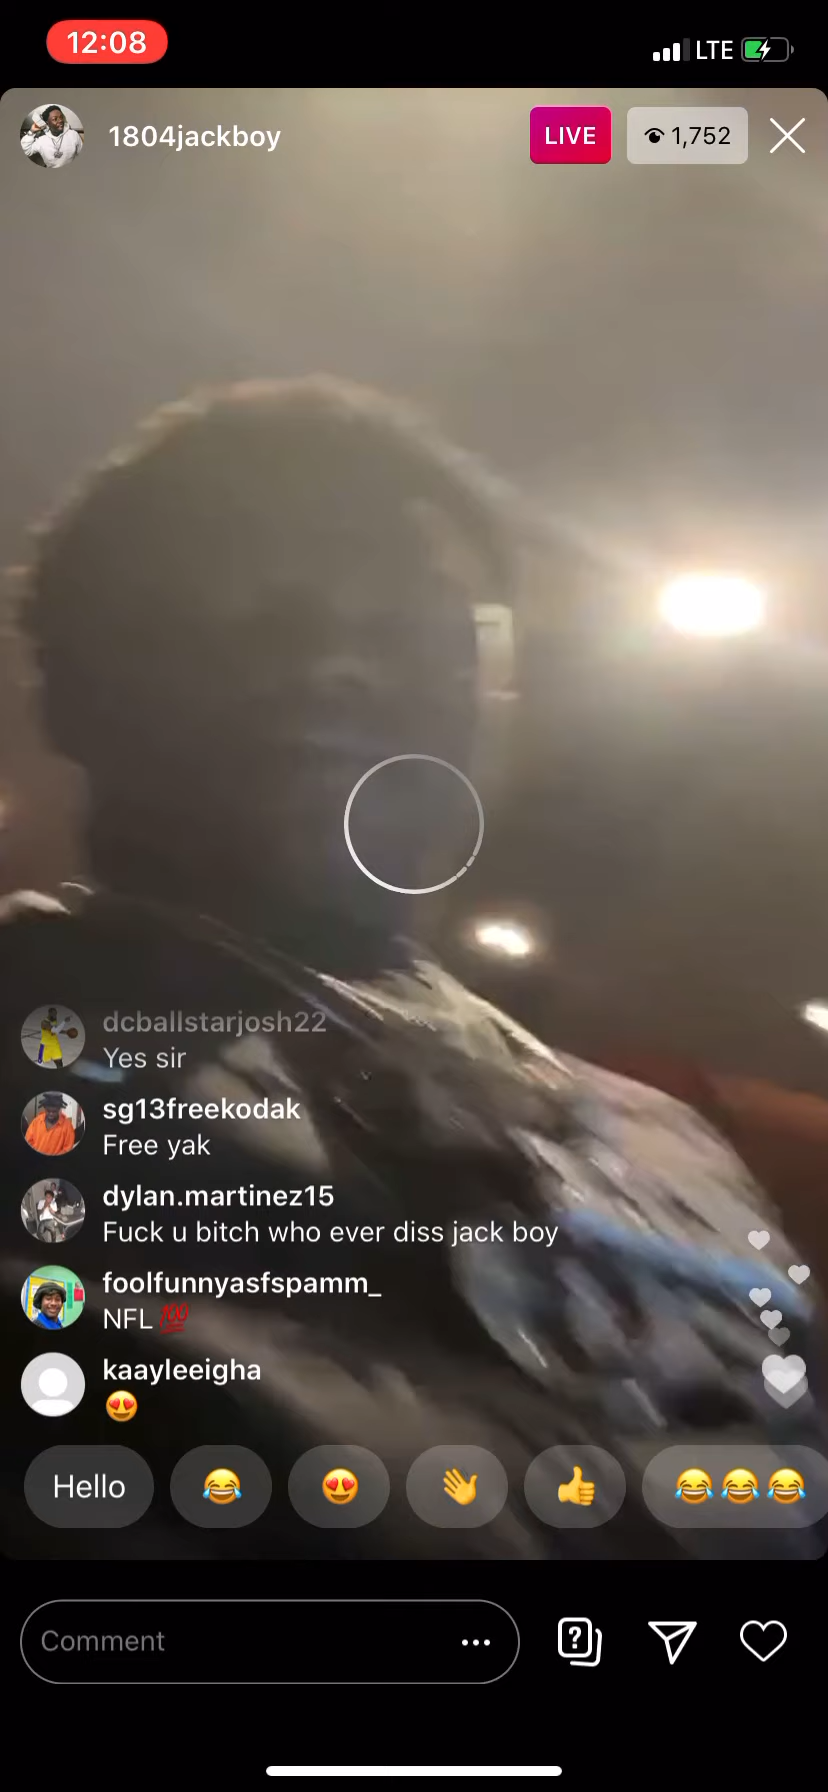 12:08
LTE
1804jackboy
LIVE
1,752
dcballstarjosh22
Yes sir
sg13freekodak
Free yak
dylan.martinez15
Fuck u bitch who ever diss jack boy
foolfunnyasfspamm_
NFL 💯
kaayleeigha
😍
Hello 😂 😍 👋 👍 😂😂😂
Comment